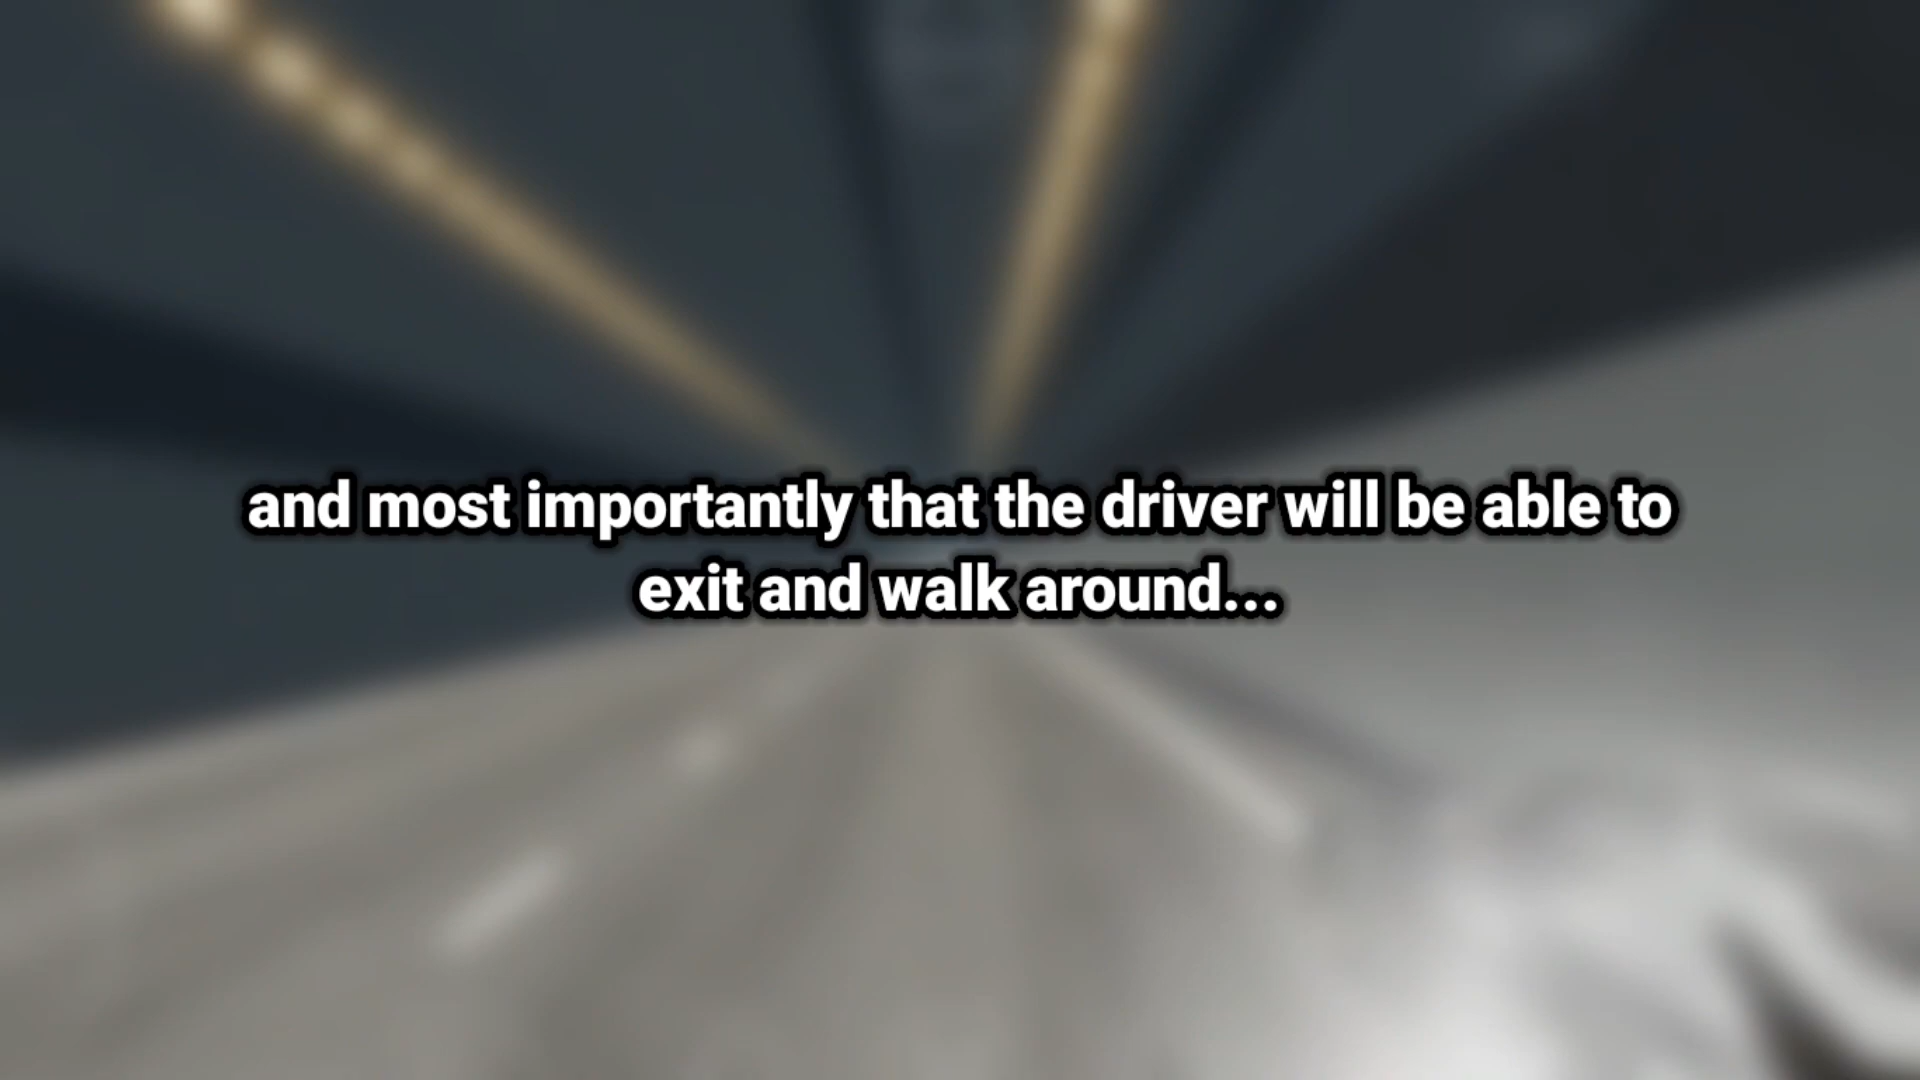 and most importantly that the driver will be able to
exit and walk around...